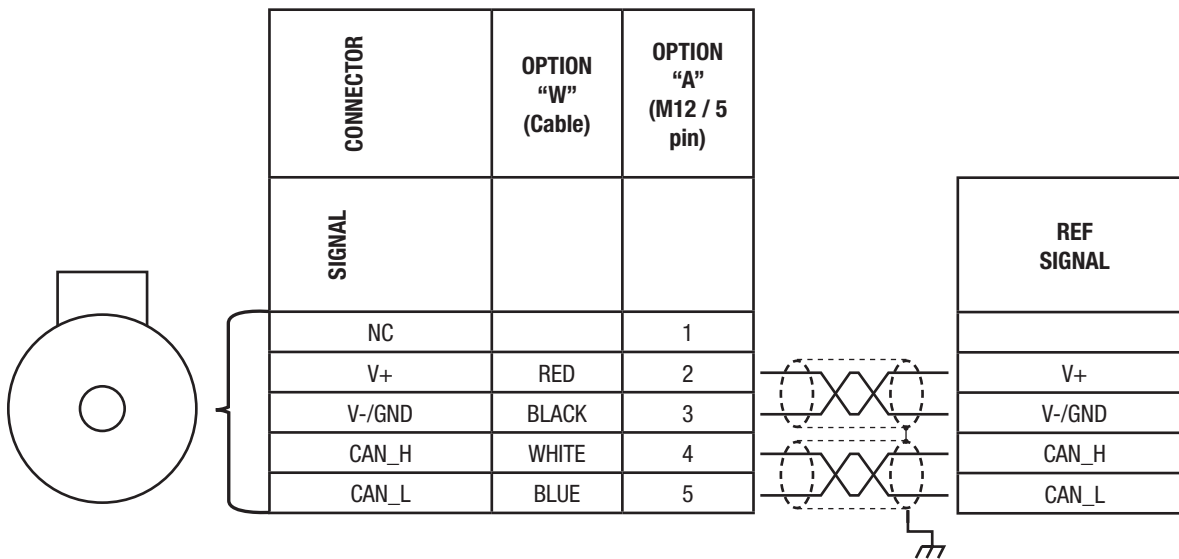 CONNECTOR
OPTION
“W”
(Cable)
OPTION
“A”
(M12 / 5
pin)
SIGNAL
REF
SIGNAL
NC 1
V+ RED 2 V+
V-/GND BLACK 3 V-/GND
CAN_H WHITE 4 CAN_H
CAN_L BLUE 5 CAN_L